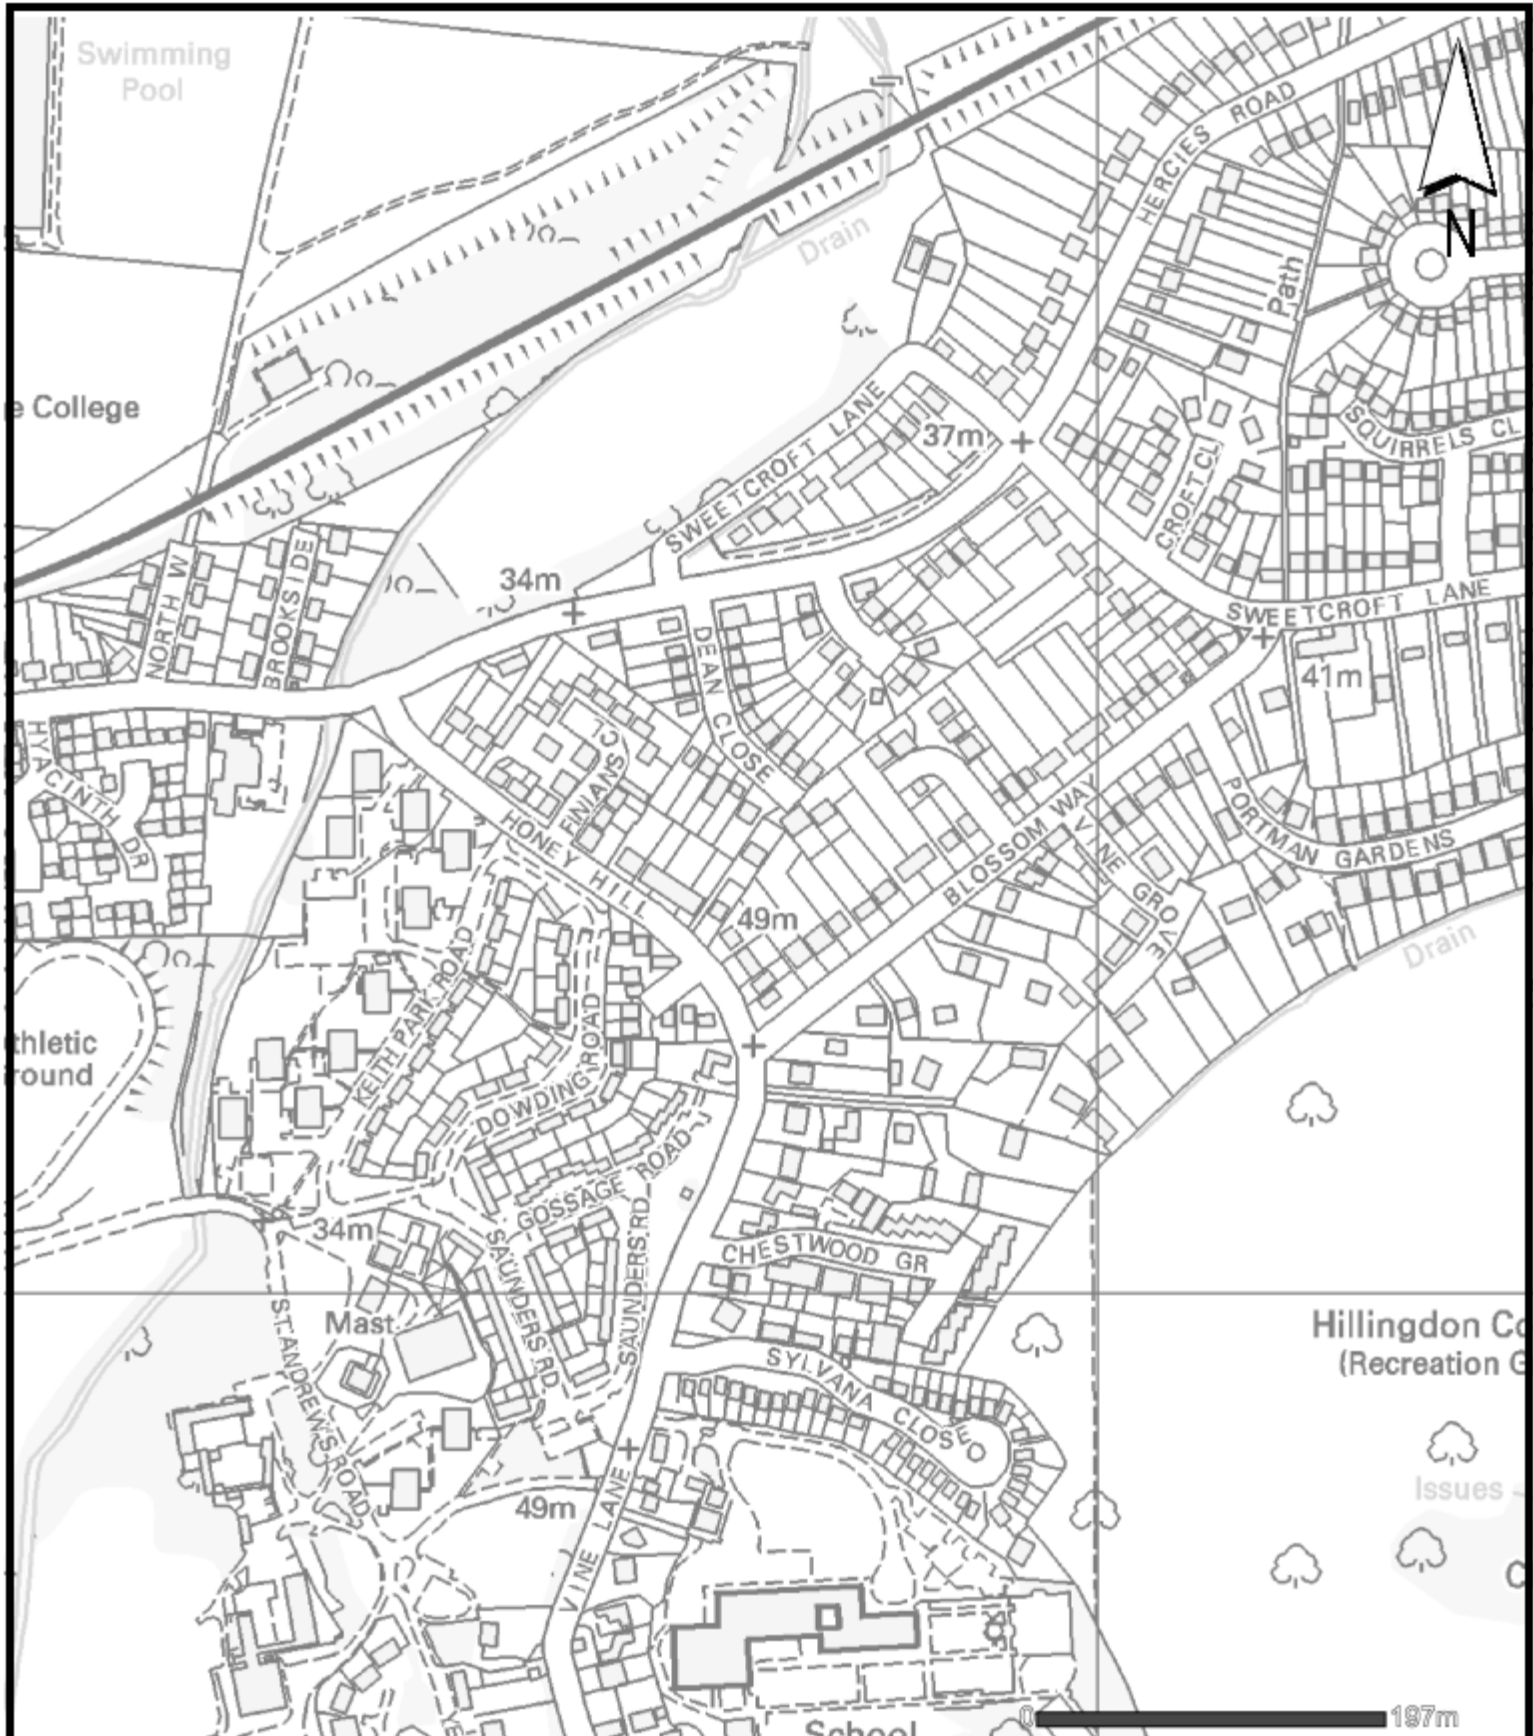 Swimming
Pool
HERCIES ROAD
N
Drain
Path
e College
SWEETCROFT LANE
37m
SQUIRRELS CL
CROFT CL
34m
NORTH W
BROOKSIDE
SWEETCROFT LANE
DEAN CLOSE
41m
HYACINTH DR
FINIANS C
HONEY HILL
BLOSSOM WAY
VINE GROVE
PORTMAN GARDENS
49m
Drain
KEITH PARK ROAD
DOWDING ROAD
thletic
round
GOSSAGE ROAD
34m
SAUNDERS RD
SAUNDERS RD
CHESTWOOD GR
ST. ANDREW'S ROAD
Mast
Hillingdon Co
(Recreation G
SYLVANA CLOSE
Issues
49m
VINE LANE
C
School
0
197m